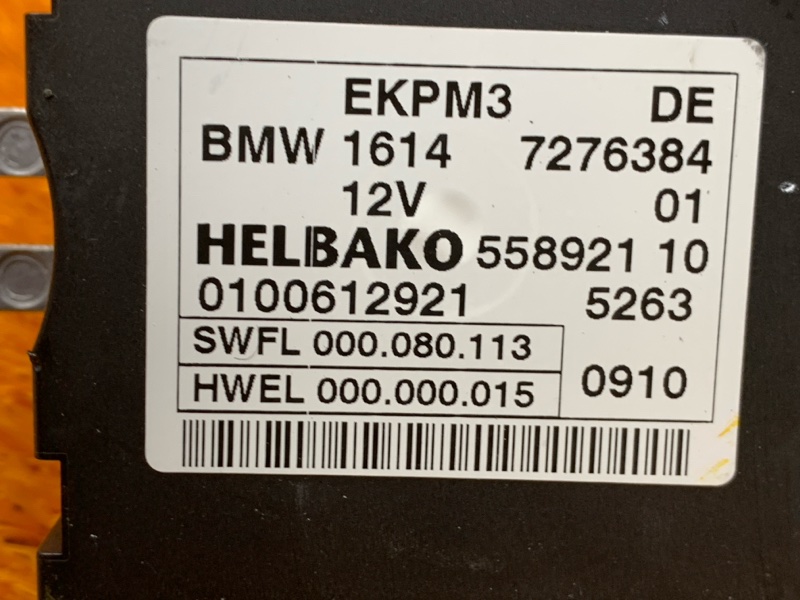 EKPM3 DE
BMW 1614 7276384
12V 01
HELBAKO 558921 10
0100612921 5263
SWFL 000.080.113
HWEL 000.000.015 0910